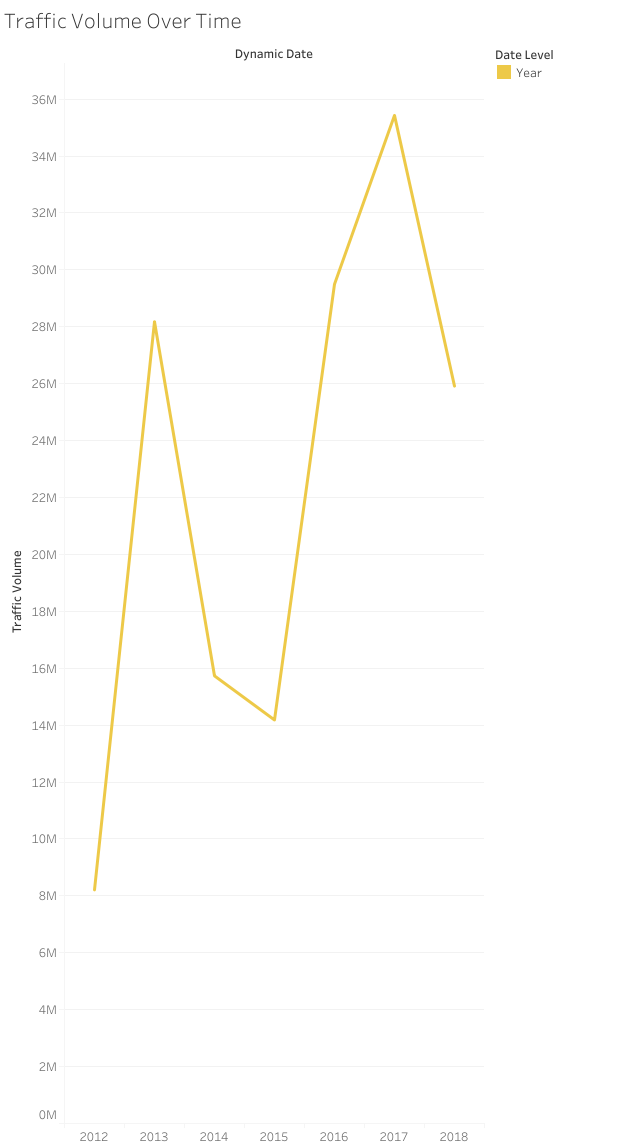 Traffic Volume Over Time
Dynamic Date
Date Level
Year
36M
34M
32M
30M
28M
26M
24M
22M
20M
18M
16M
14M
12M
10M
8M
6M
4M
2M
0M
Traffic Volume
2012 2013 2014 2015 2016 2017 2018